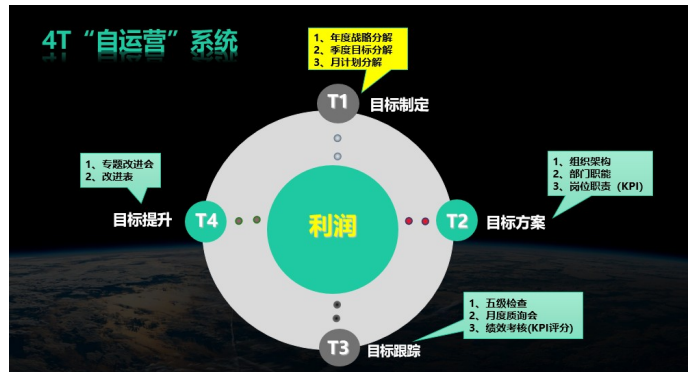 4T“自运营”系统
1、年度战略分解
2、季度目标分解
3、月计划分解
T1
目标制定
1、专题改进会
2、改进表
1、组织架构
2、部门职能
3、岗位职责（KPI）
目标提升
T4
利润
T2
目标方案
1、五级检查
2、月度质询会
3、绩效考核(KPI评分)
T3
目标跟踪